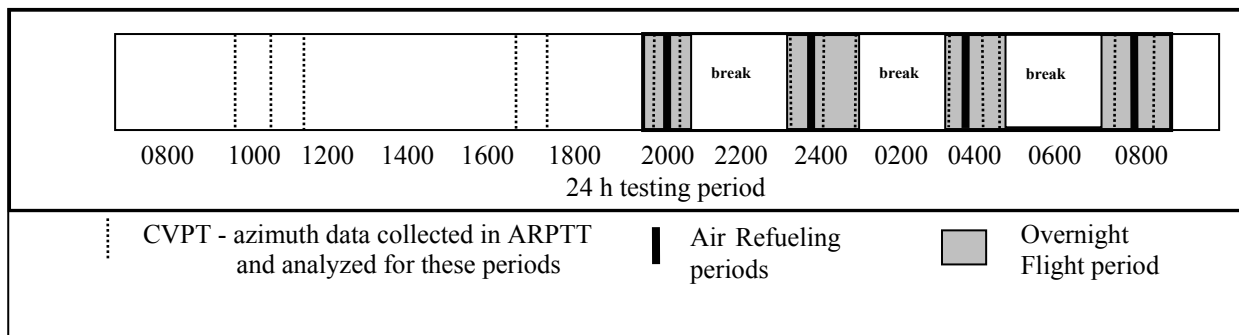 break break break
0800 1000 1200 1400 1600 1800 2000 2200 2400 0200 0400 0600 0800
24 h testing period
CVPT - azimuth data collected in ARPTT
and analyzed for these periods
Air Refueling
periods
Overnight
Flight period